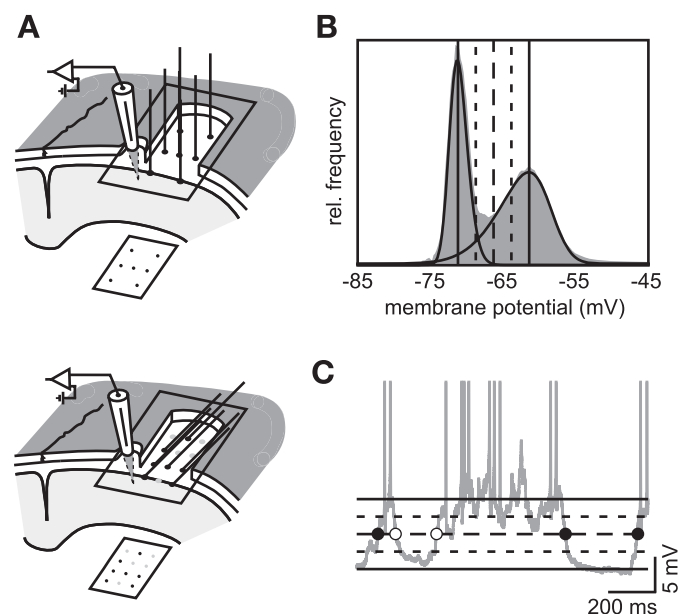 A
B
rel. frequency
-85
-75
-65
-55
-45
membrane potential (mV)
C
5 mV
200 ms